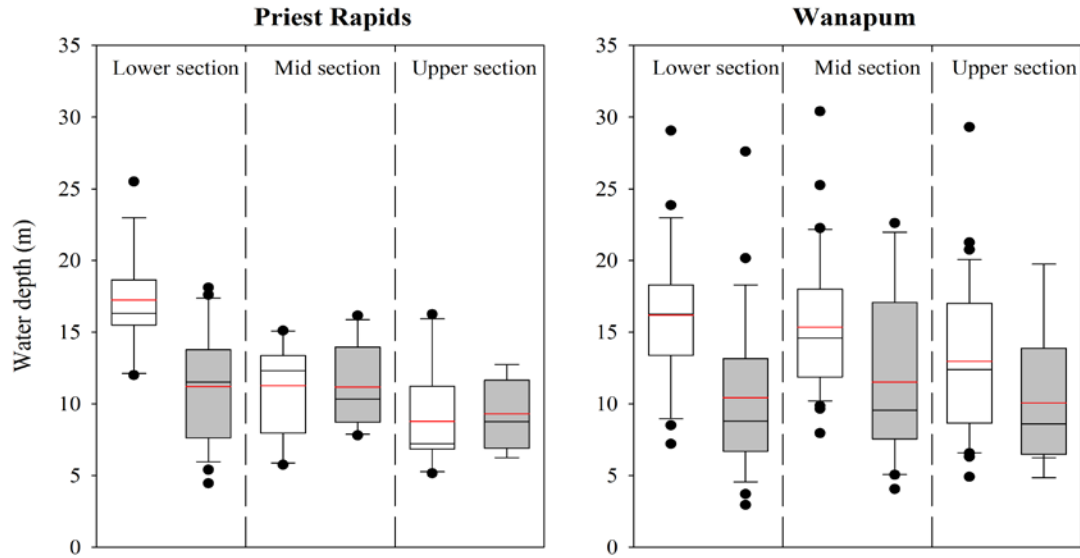 Priest Rapids
Wanapum
Water depth (m)
35
30
25
20
15
10
5
0
Lower section
Mid section
Upper section
35
30
25
20
15
10
5
0
Lower section
Mid section
Upper section